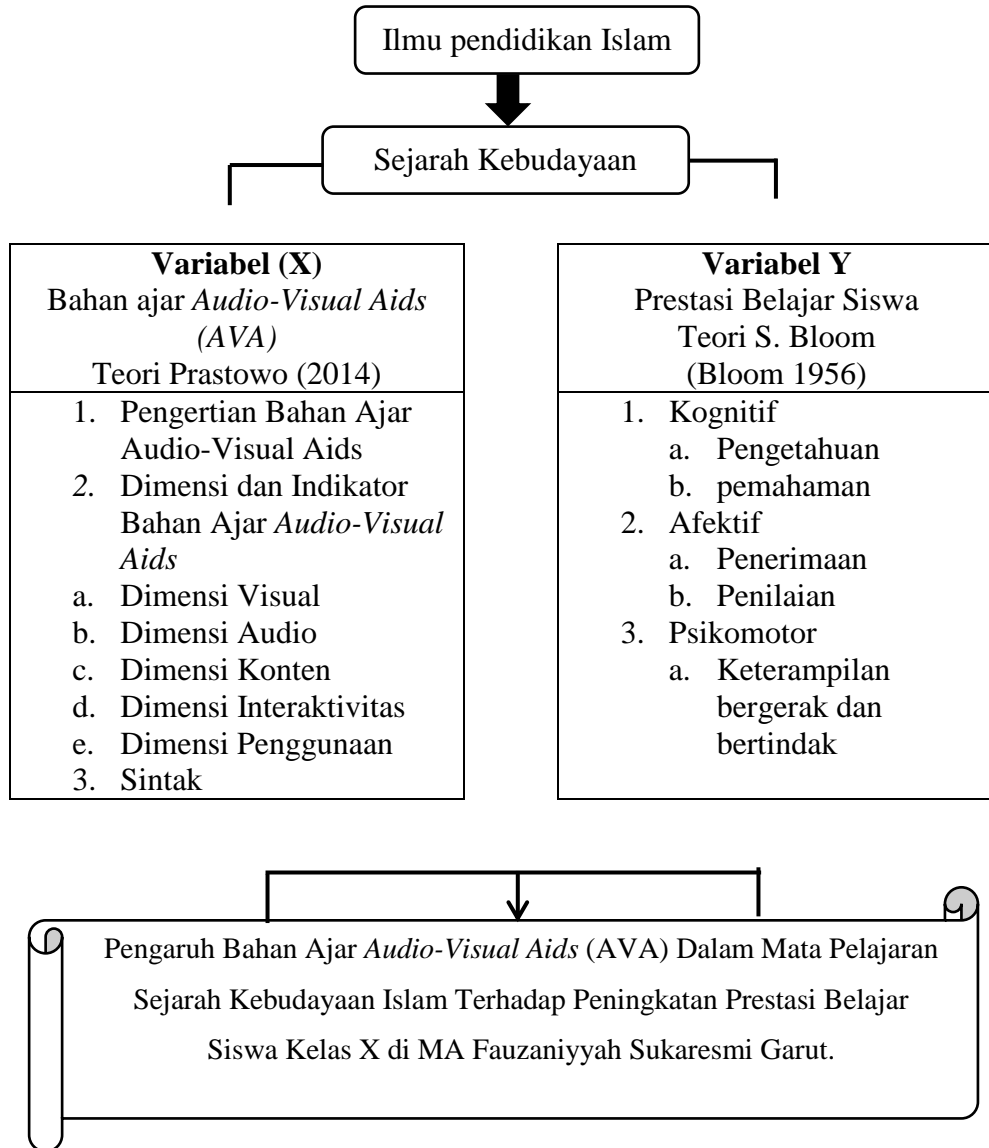 Ilmu pendidikan Islam
Sejarah Kebudayaan
Variabel (X)
Bahan ajar Audio-Visual Aids
(AVA)
Teori Prastowo (2014)
1. Pengertian Bahan Ajar
Audio-Visual Aids
2. Dimensi dan Indikator
Bahan Ajar Audio-Visual
Aids
a. Dimensi Visual
b. Dimensi Audio
c. Dimensi Konten
d. Dimensi Interaktivitas
e. Dimensi Penggunaan
3. Sintak
Variabel Y
Prestasi Belajar Siswa
Teori S. Bloom
(Bloom 1956)
1. Kognitif
a. Pengetahuan
b. pemahaman
2. Afektif
a. Penerimaan
b. Penilaian
3. Psikomotor
a. Keterampilan
bergerak dan
bertindak
Pengaruh Bahan Ajar Audio-Visual Aids (AVA) Dalam Mata Pelajaran
Sejarah Kebudayaan Islam Terhadap Peningkatan Prestasi Belajar
Siswa Kelas X di MA Fauzaniyyah Sukaresmi Garut.